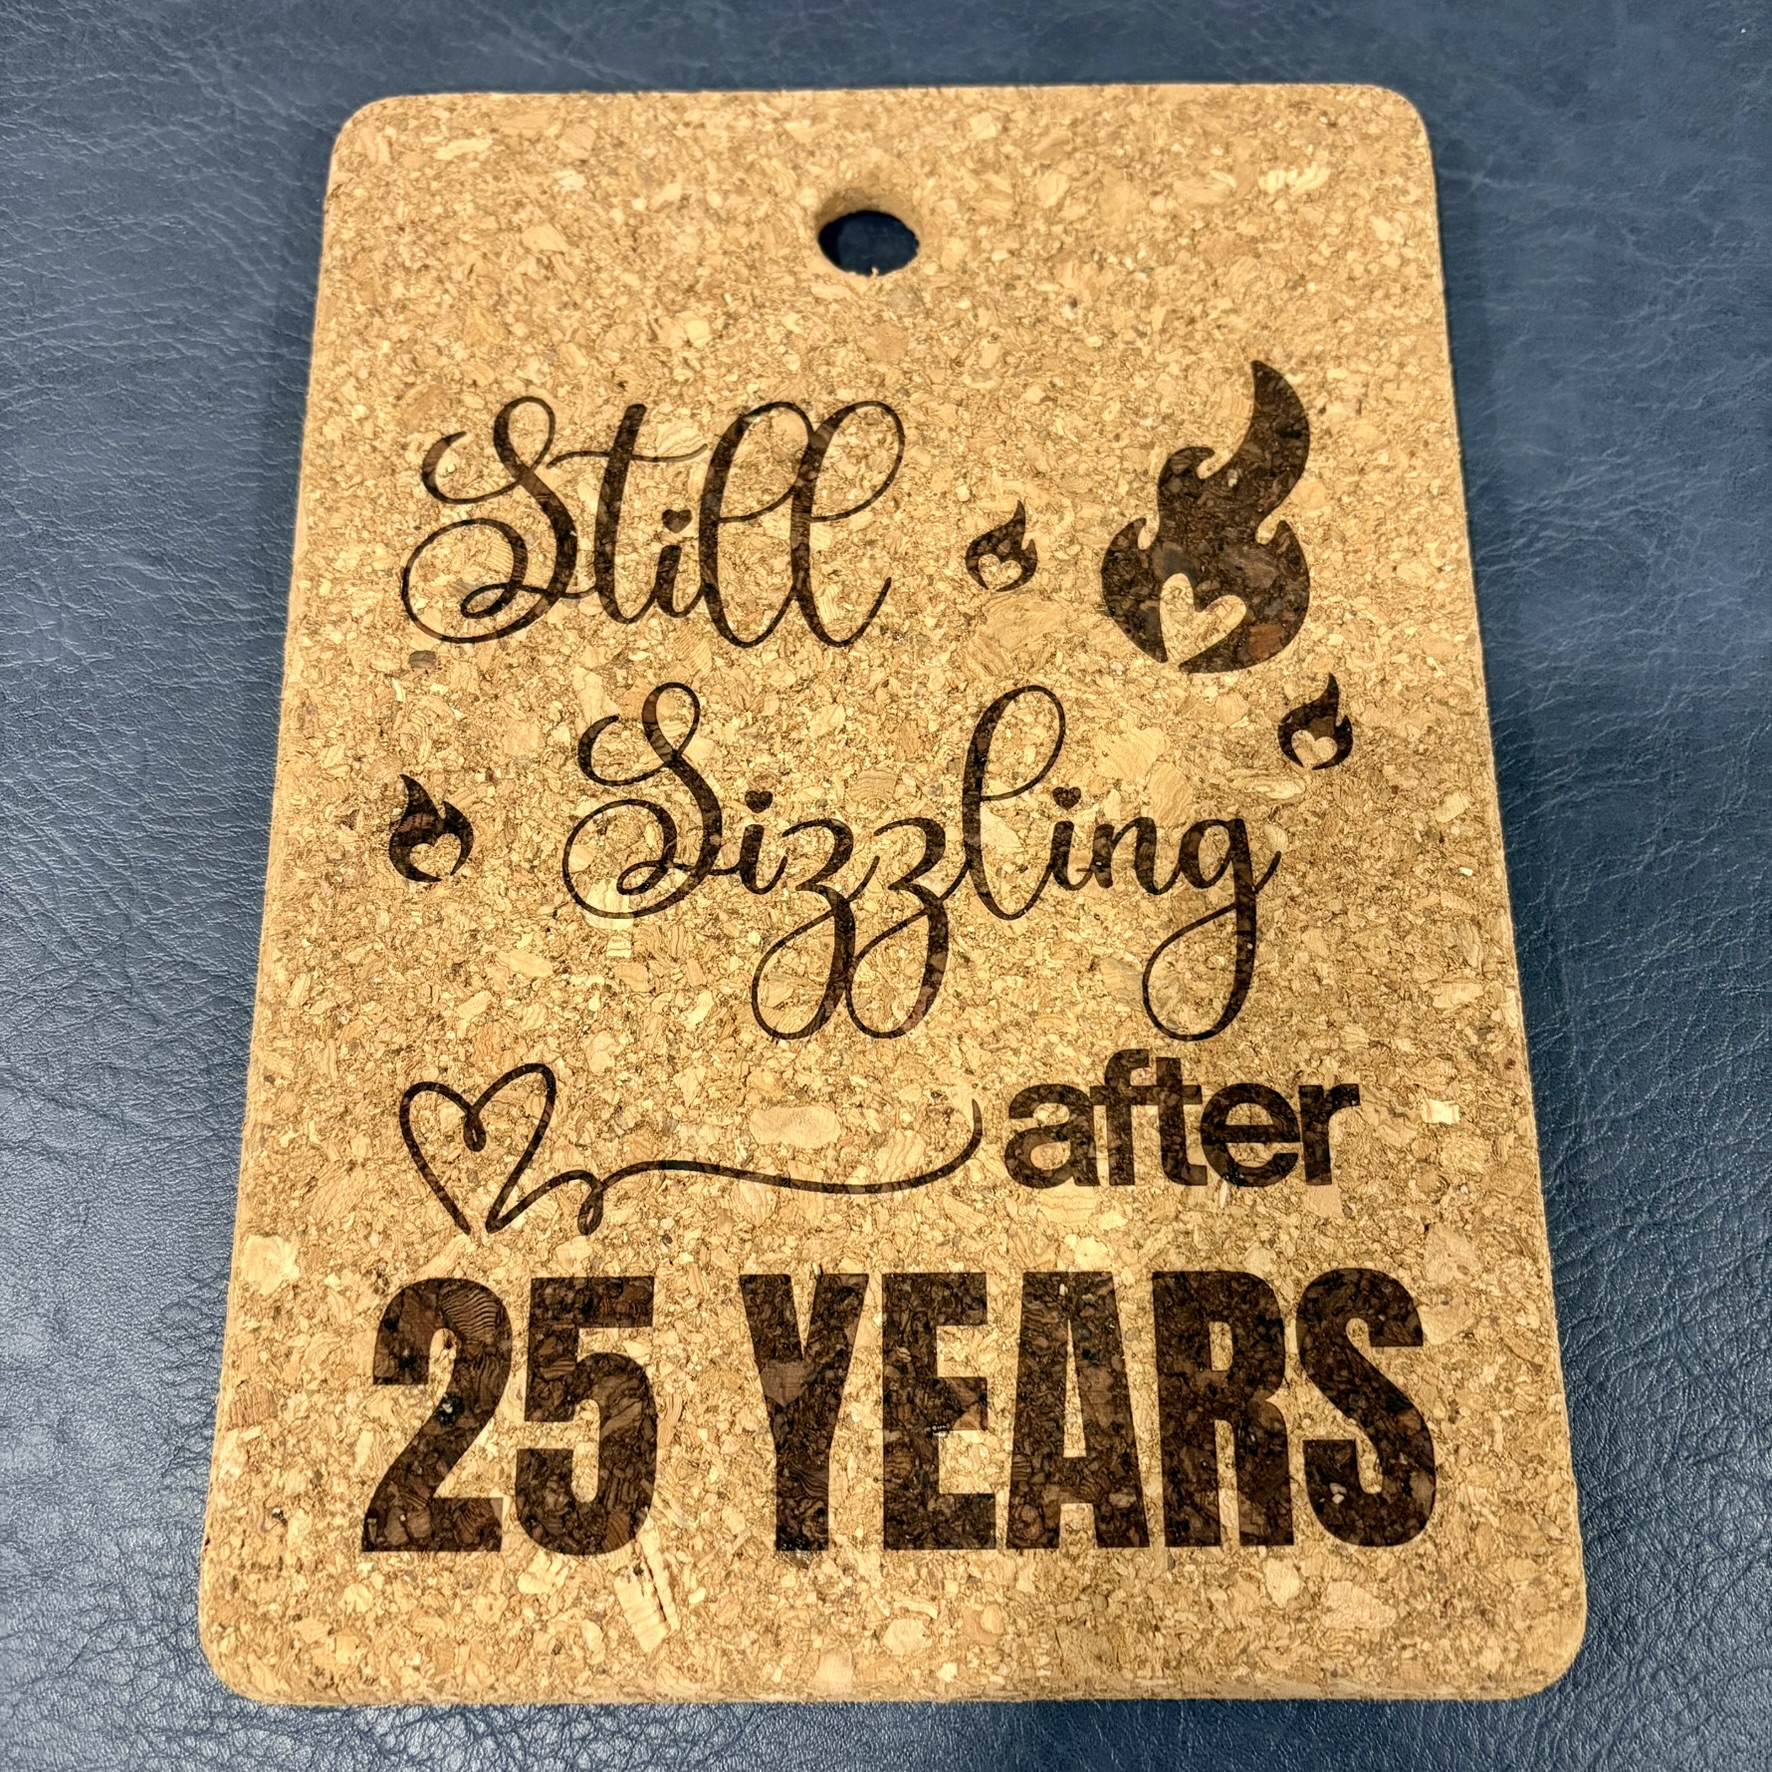 Still
Sizzling
after
25 YEARS